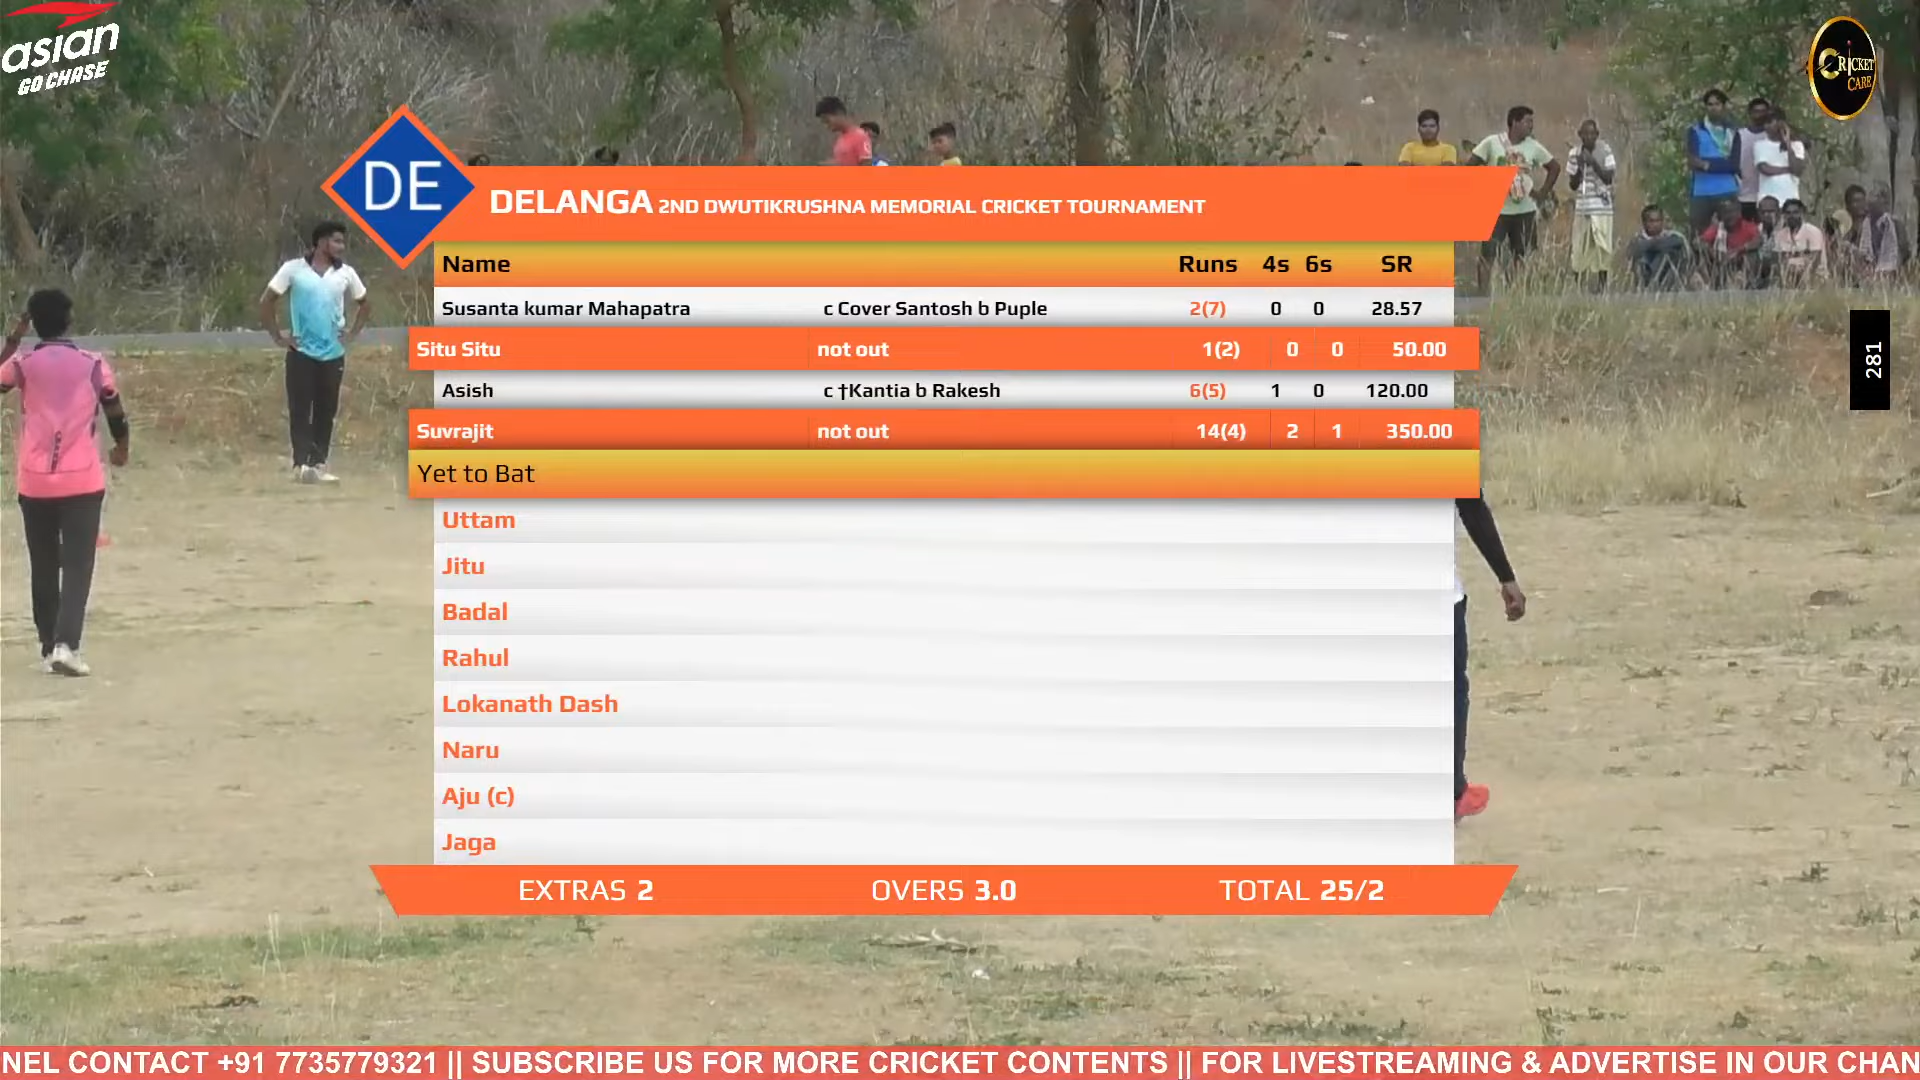 asian
GO CHASE
CRICKET
CARE
DE
DELANGA 2ND DWUTIKRUSHNA MEMORIAL CRICKET TOURNAMENT
Name Runs 4s 6s SR
Susanta kumar Mahapatra c Cover Santosh b Puple 2(7) 0 0 28.57
Situ Situ not out 1(2) 0 0 50.00
Asish c †Kantia b Rakesh 6(5) 1 0 120.00
Suvrajit not out 14(4) 2 1 350.00
Yet to Bat
Uttam
Jitu
Badal
Rahul
Lokanath Dash
Naru
Aju (c)
Jaga
EXTRAS 2 OVERS 3.0 TOTAL 25/2
281
NEL CONTACT +91 7735779321 || SUBSCRIBE US FOR MORE CRICKET CONTENTS || FOR LIVESTREAMING & ADVERTISE IN OUR CHAN